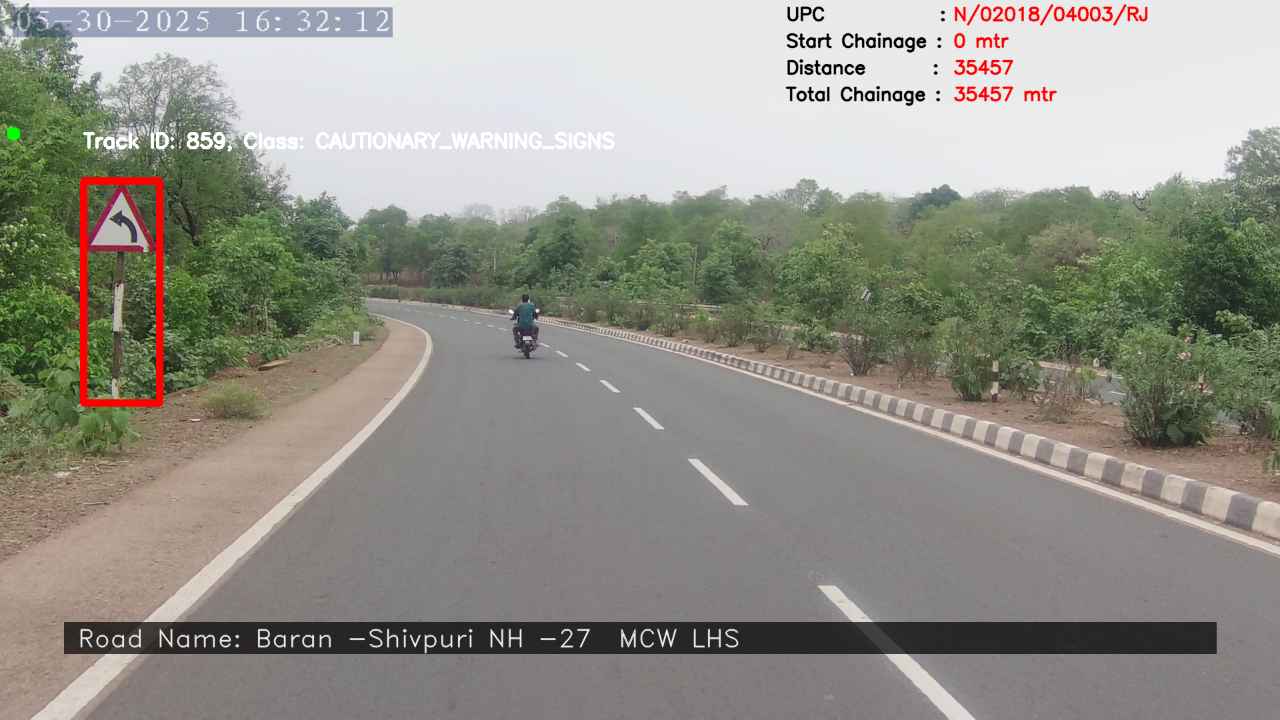 05-30-2025 16:32:12
UPC : N/02018/04003/RJ
Start Chainage : 0 mtr
Distance : 35457
Total Chainage : 35457 mtr
Track ID: 859, Class: CAUTIONARY_WARNING_SIGNS
Road Name: Baran -Shivpuri NH -27 MCW LHS